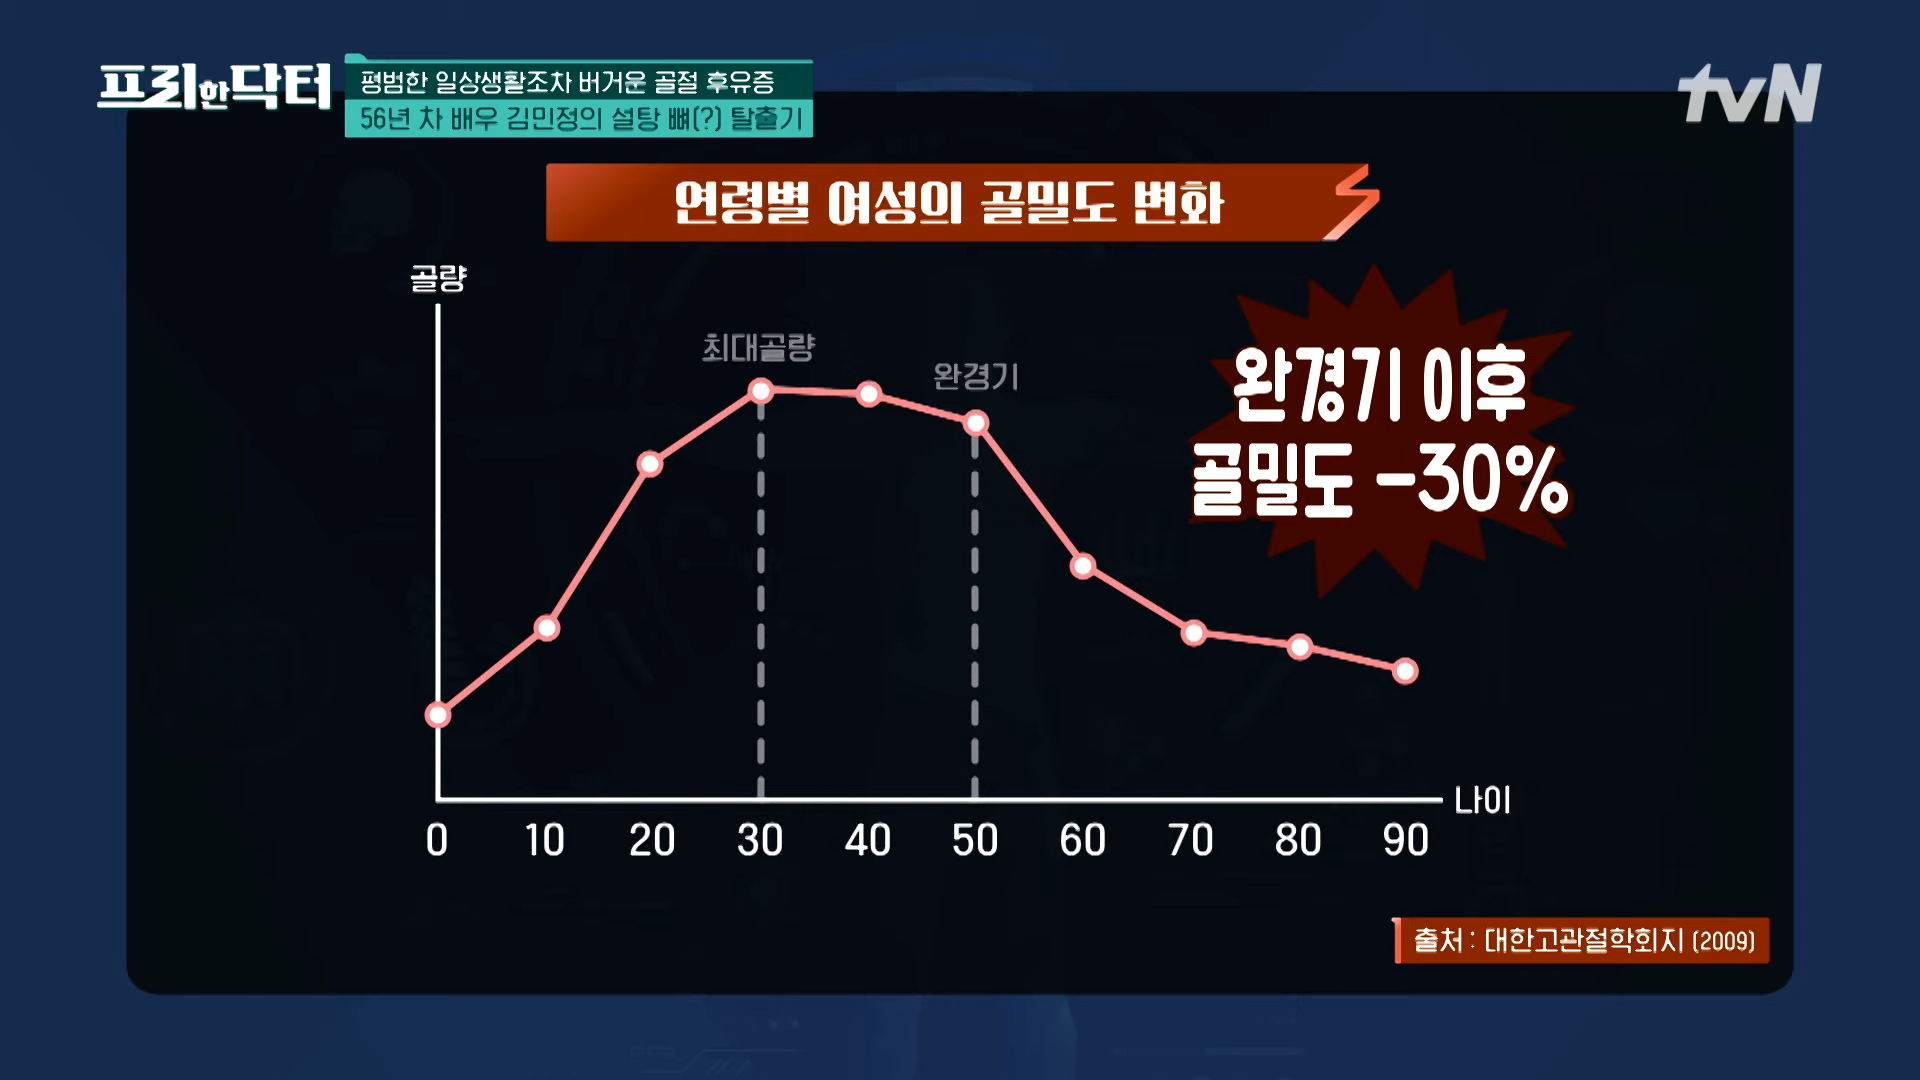 프리한닥터
평범한 일상생활조차 버거운 골절 후유증
56년 차 배우 김민정의 설탕 뼈(?) 탈출기
tvN
연령별 여성의 골밀도 변화
골량
최대골량
완경기
완경기 이후
골밀도 -30%
나이
0 10 20 30 40 50 60 70 80 90
출처 : 대한고관절학회지 (2009)